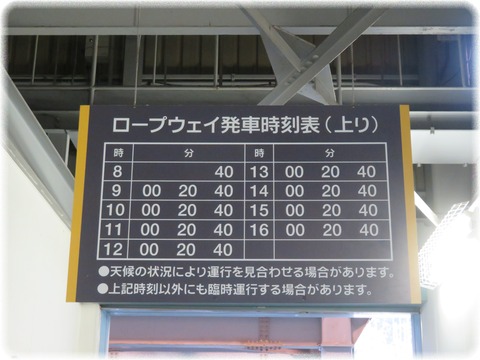 ロープウェイ発車時刻表(上り)
時 分 時 分
8 40 13 00 20 40
9 00 20 40 14 00 20 40
10 00 20 40 15 00 20 40
11 00 20 40 16 00 20 40
12 00 20 40
●天候の状況により運行を見合わせる場合があります。
●上記時刻以外にも臨時運行する場合があります。